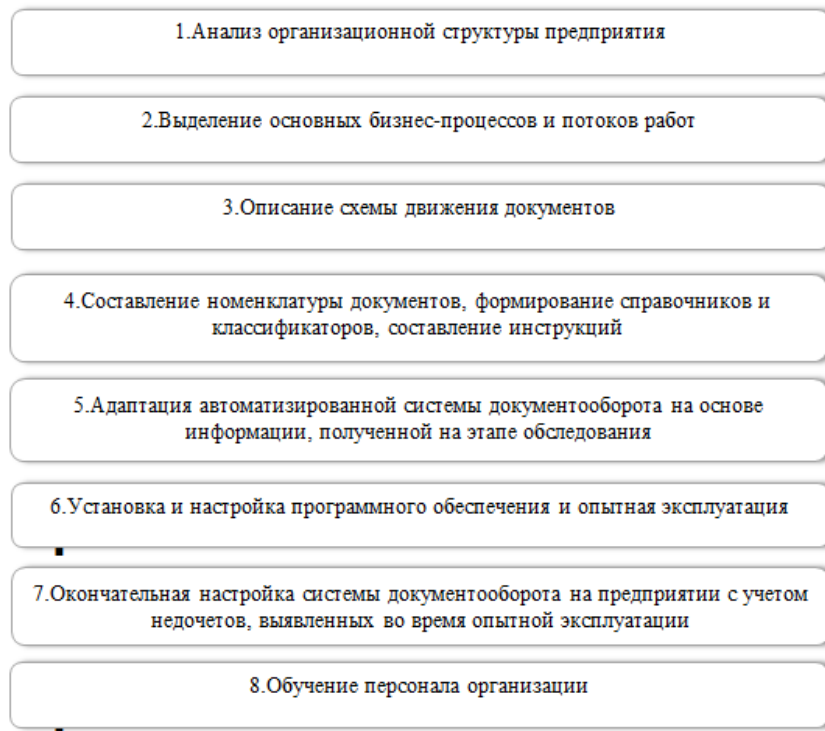 1.Анализ организационной структуры предприятия
2.Выделение основных бизнес-процессов и потоков работ
3.Описание схемы движения документов
4.Составление номенклатуры документов, формирование справочников и
классификаторов, составление инструкций
5.Адаптация автоматизированной системы документооборота на основе
информации, полученной на этапе обследования
6.Установка и настройка программного обеспечения и опытная эксплуатация
7.Окончательная настройка системы документооборота на предприятии с учетом
недочетов, выявленных во время опытной эксплуатации
8.Обучение персонала организации